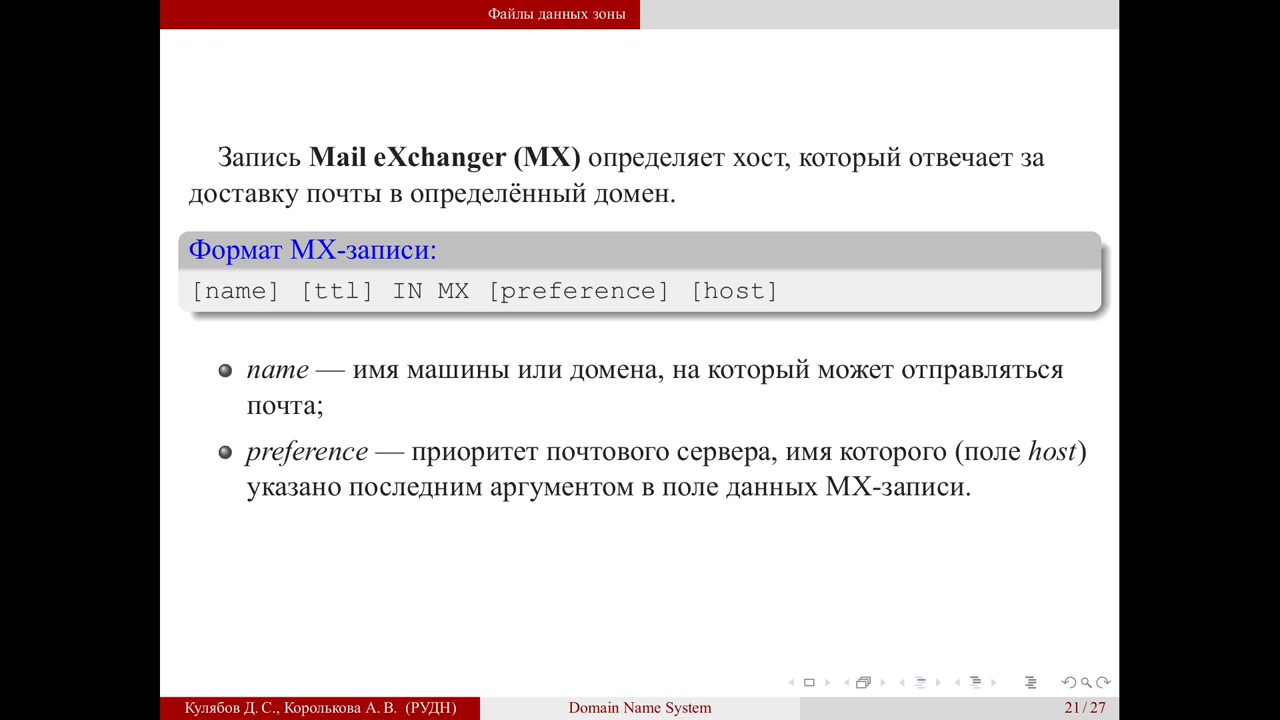 Файлы данных зоны
Запись Mail eXchanger (MX) определяет хост, который отвечает за
доставку почты в определённый домен.
Формат MX-записи:
[name] [ttl] IN MX [preference] [host]
name — имя машины или домена, на который может отправляться
почта;
preference — приоритет почтового сервера, имя которого (поле host)
указано последним аргументом в поле данных MX-записи.
Кулябов Д. С., Королькова А. В. (РУДН)
Domain Name System
21 / 27